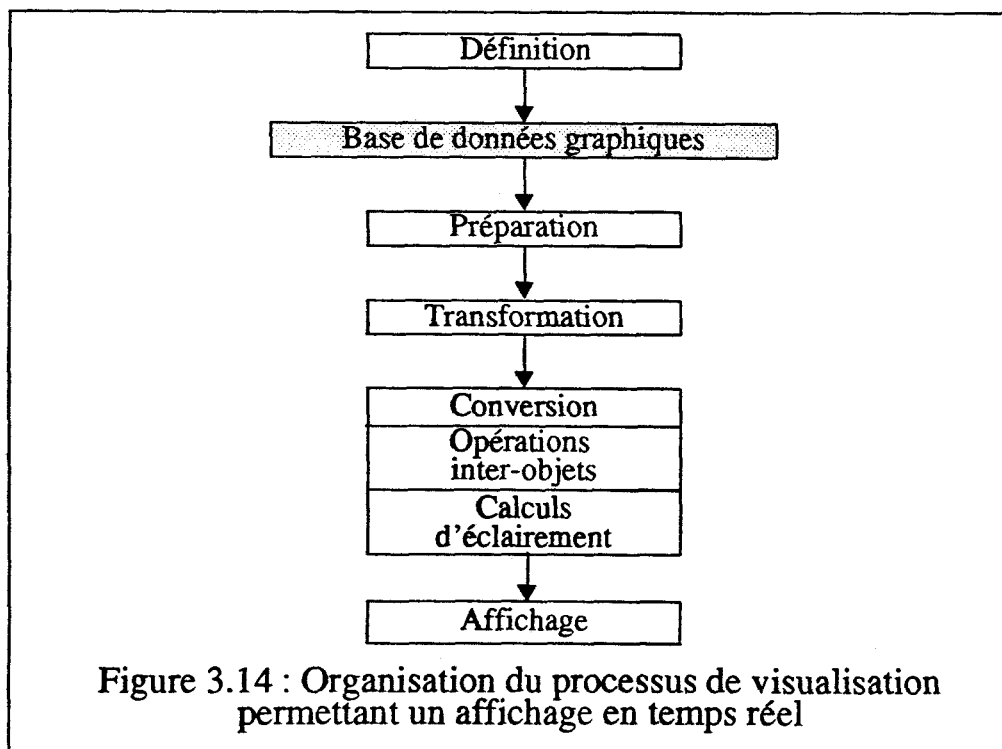 Définition
Base de données graphiques
Préparation
Transformation
Conversion
Opérations
inter-objets
Calculs
d'éclairement
Affichage
Figure 3.14 : Organisation du processus de visualisation
permettant un affichage en temps réel